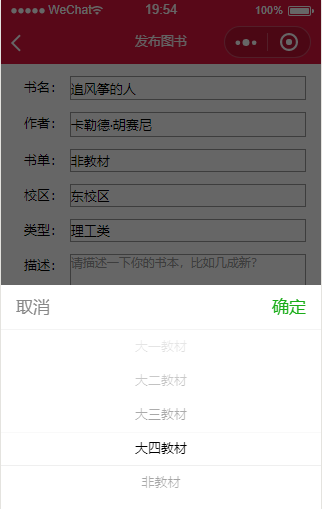 ●●●●● WeChat 19:54 100%
发布图书
书名： 追风筝的人
作者： 卡勒德·胡赛尼
书单： 非教材
校区： 东校区
类型： 理工类
描述： 请描述一下你的书本，比如几成新？
取消 确定
大一教材
大二教材
大三教材
大四教材
非教材